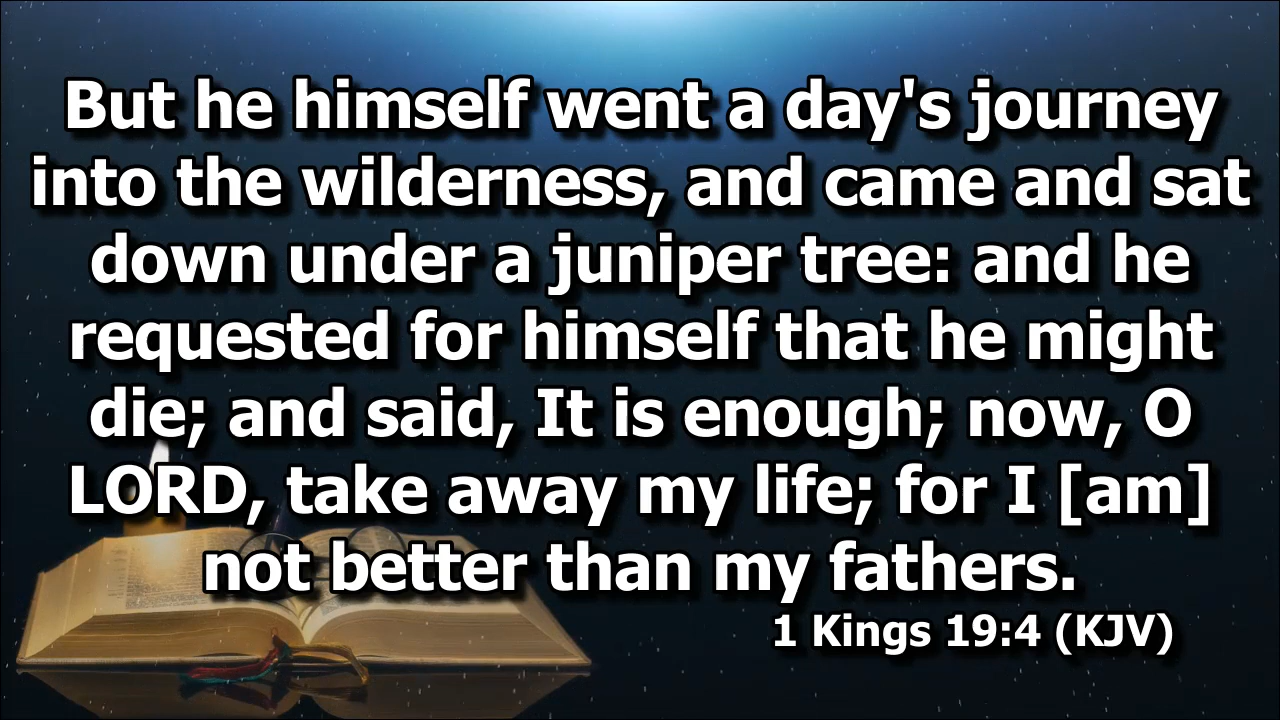 But he himself went a day's journey
into the wilderness, and came and sat
down under a juniper tree: and he
requested for himself that he might
die; and said, It is enough; now, O
LORD, take away my life; for I [am]
not better than my fathers.
1 Kings 19:4 (KJV)